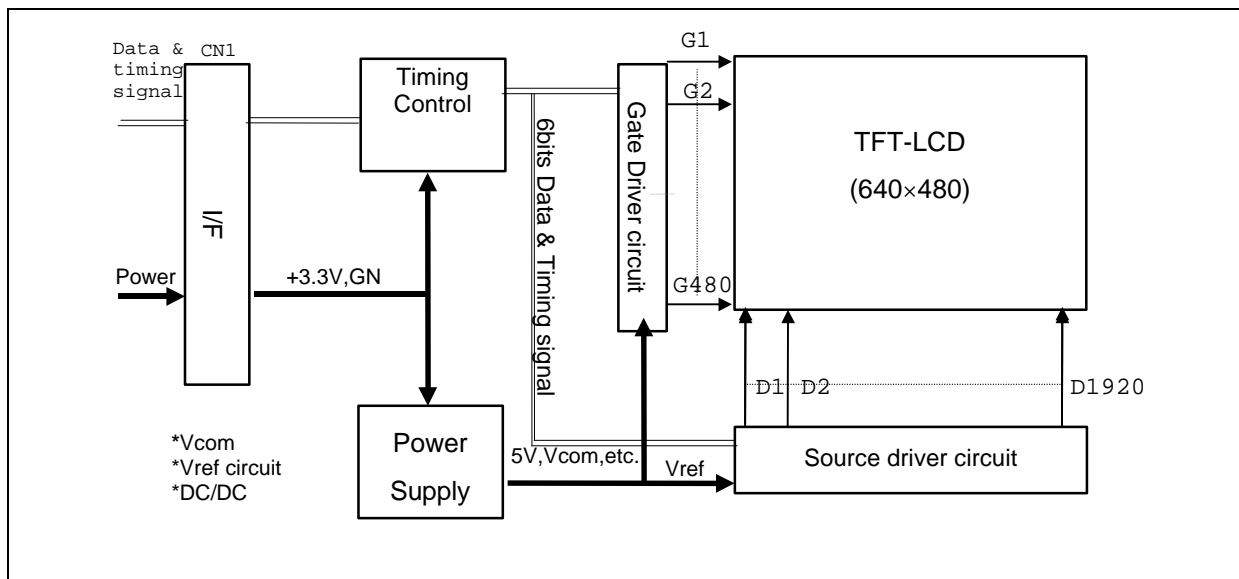 Data &
timing
signal
CN1
I/F
Power
+3.3V,GN
Timing
Control
6bits Data & Timing signal
Gate Driver circuit
G1
G2
G480
TFT-LCD
(640×480)
D1
D2
D1920
*Vcom
*Vref circuit
*DC/DC
Power
Supply
5V,Vcom,etc.
Vref
Source driver circuit